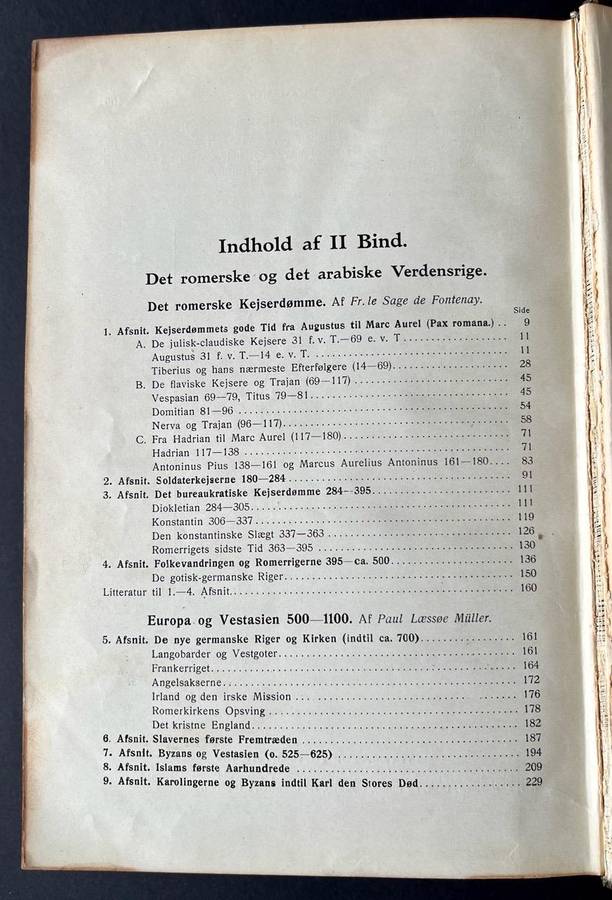 Indhold af II Bind.
Det romerske og det arabiske Verdensrige.
Det romerske Kejserdømme. Af Fr. le Sage de Fontenay.
Side
1. Afsnit. Kejserdømmets gode Tid fra Augustus til Marc Aurel (Pax romana.) .. 9
A. De julisk-claudiske Kejsere 31 f. v. T.—69 e. v. T. .................. 11
Augustus 31 f. v. T.—14 e. v. T. .................. 11
Tiberius og hans nærmeste Efterfølgere (14—69).................. 28
B. De flaviske Kejsere og Trajan (69—117) .................. 45
Vespasian 69—79, Titus 79—81.................. 45
Domitian 81—96 .................. 54
Nerva og Trajan (96—117).................. 58
C. Fra Hadrian til Marc Aurel (117—180).................. 71
Hadrian 117—138 .................. 71
Antoninus Pius 138—161 og Marcus Aurelius Antoninus 161—180.... 83
2. Afsnit. Soldaterkejserne 180—284 .................. 91
3. Afsnit. Det bureaukratiske Kejserdømme 284—395.................. 111
Diokletian 284—305.................. 111
Konstantin 306—337.................. 119
Den konstantinske Slægt 337—363 .................. 126
Romerrigets sidste Tid 363—395 .................. 130
4. Afsnit. Folkevandringen og Romerrigerne 395—ca. 500.................. 136
De gotisk-germanske Riger.................. 150
Litteratur til 1.—4. Afsnit.................. 160
Europa og Vestasien 500—1100. Af Paul Læssøe Müller.
5. Afsnit. De nye germanske Riger og Kirken (indtil ca. 700).................. 161
Langobarder og Vestgoter.................. 161
Frankerriget.................. 164
Angelsakserne.................. 172
Irland og den irske Mission .................. 176
Romerkirkens Opsving .................. 178
Det kristne England.................. 182
6. Afsnit. Slavernes første Fremtræden .................. 187
7. Afsnit. Byzans og Vestasien (o. 525—625) .................. 194
8. Afsnit. Islams første Aarhundrede .................. 209
9. Afsnit. Karolingerne og Byzans indtil Karl den Stores Død.................. 229